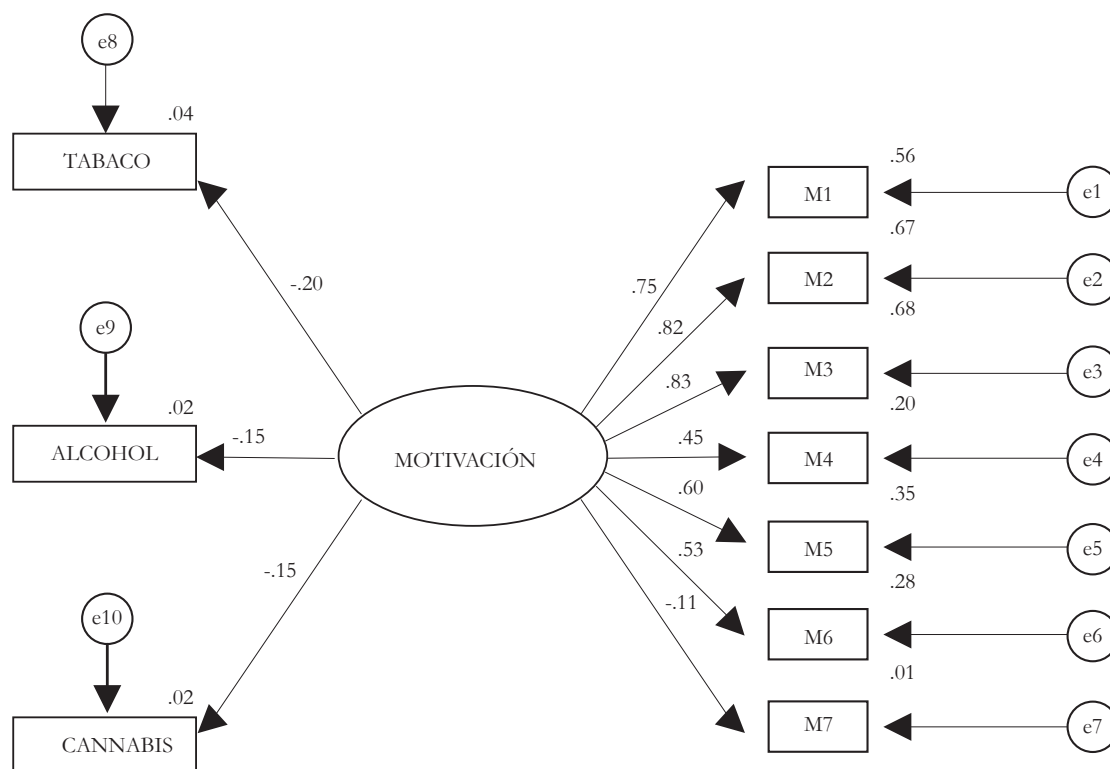 e8
.04
TABACO
-.20
e9
.02
ALCOHOL
-.15
e10
-.15
.02
CANNABIS
MOTIVACIÓN
.75
.82
.83
.45
.60
.53
-.11
.56
M1
e1
.67
M2
e2
.68
M3
e3
.20
M4
e4
.35
M5
e5
.28
M6
e6
.01
M7
e7